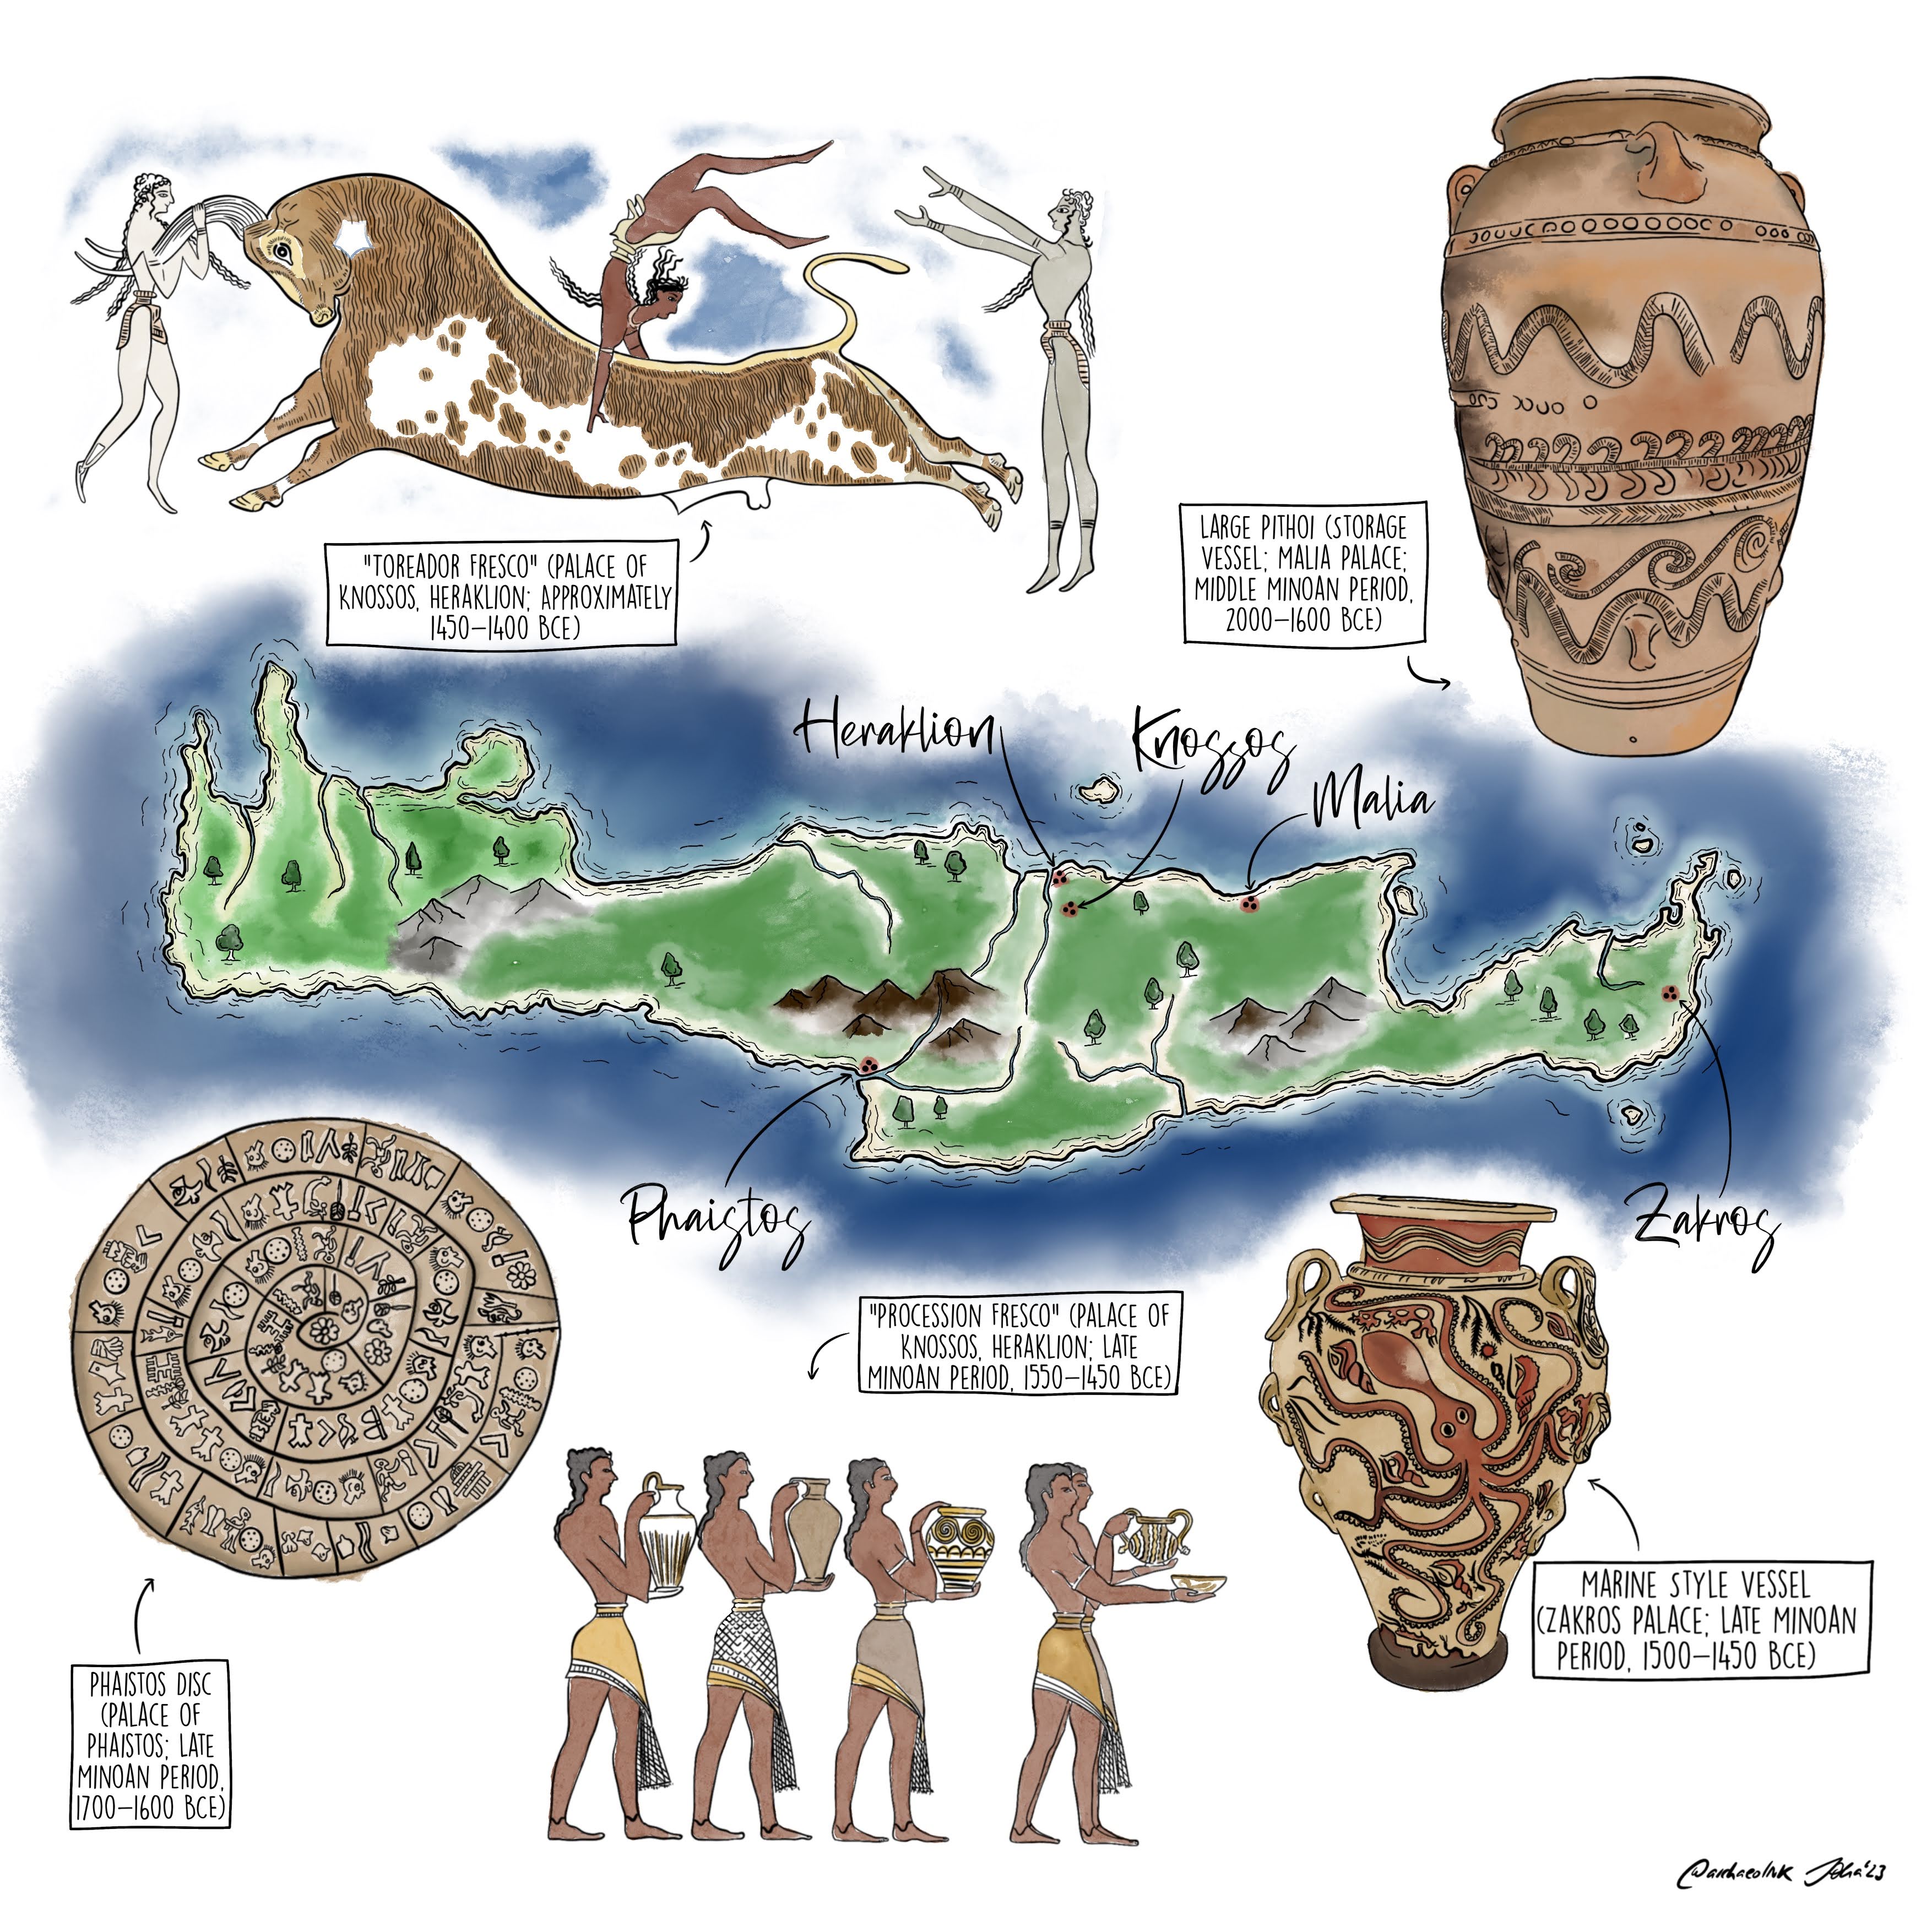 "TOREADOR FRESCO" (PALACE OF
KNOSSOS, HERAKLION; APPROXIMATELY
1450–1400 BCE)
LARGE PITHOI (STORAGE
VESSEL; MALIA PALACE;
MIDDLE MINOAN PERIOD,
2000–1600 BCE)
Heraklion
Knossos
Malia
Phaistos
Zakros
"PROCESSION FRESCO" (PALACE OF
KNOSSOS, HERAKLION; LATE
MINOAN PERIOD, 1550–1450 BCE)
MARINE STYLE VESSEL
(ZAKROS PALACE; LATE MINOAN
PERIOD, 1500–1450 BCE)
PHAISTOS DISC
(PALACE OF
PHAISTOS; LATE
MINOAN PERIOD,
1700–1600 BCE)
@archaeoink